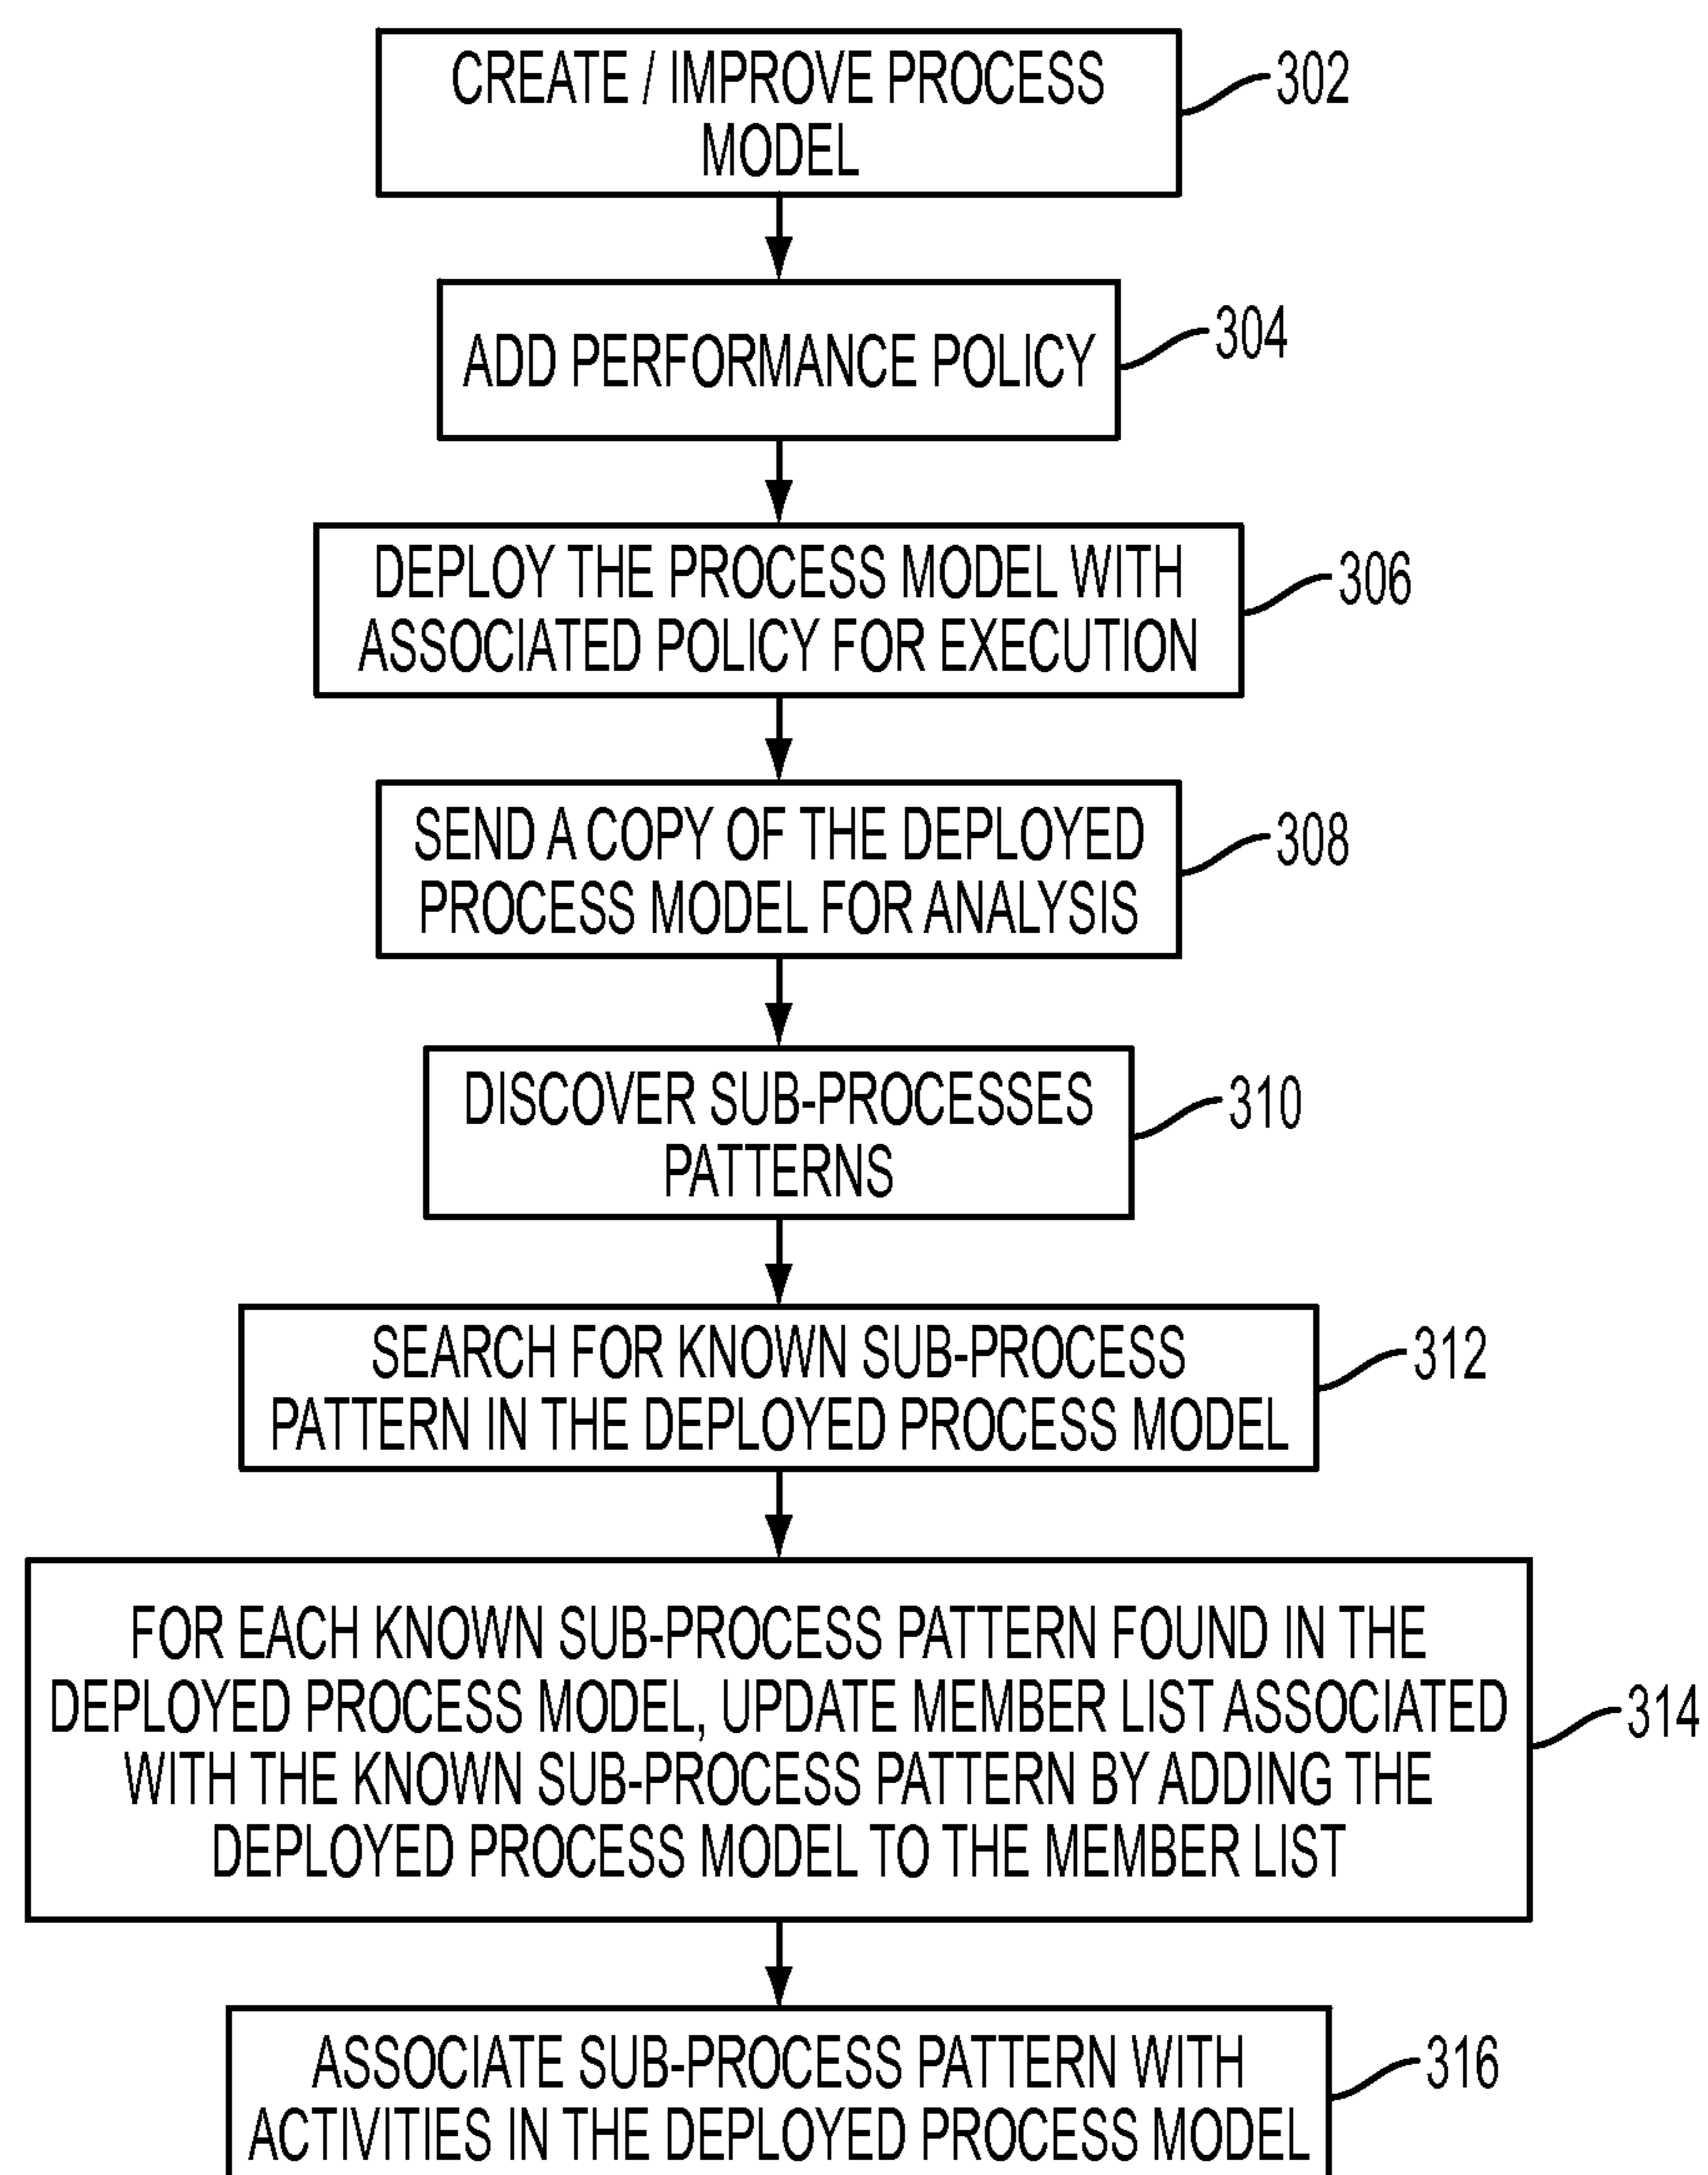 CREATE / IMPROVE PROCESS
MODEL
302
ADD PERFORMANCE POLICY
304
DEPLOY THE PROCESS MODEL WITH
ASSOCIATED POLICY FOR EXECUTION
306
SEND A COPY OF THE DEPLOYED
PROCESS MODEL FOR ANALYSIS
308
DISCOVER SUB-PROCESSES
PATTERNS
310
SEARCH FOR KNOWN SUB-PROCESS
PATTERN IN THE DEPLOYED PROCESS MODEL
312
FOR EACH KNOWN SUB-PROCESS PATTERN FOUND IN THE
DEPLOYED PROCESS MODEL, UPDATE MEMBER LIST ASSOCIATED
WITH THE KNOWN SUB-PROCESS PATTERN BY ADDING THE
DEPLOYED PROCESS MODEL TO THE MEMBER LIST
314
ASSOCIATE SUB-PROCESS PATTERN WITH
ACTIVITIES IN THE DEPLOYED PROCESS MODEL
316